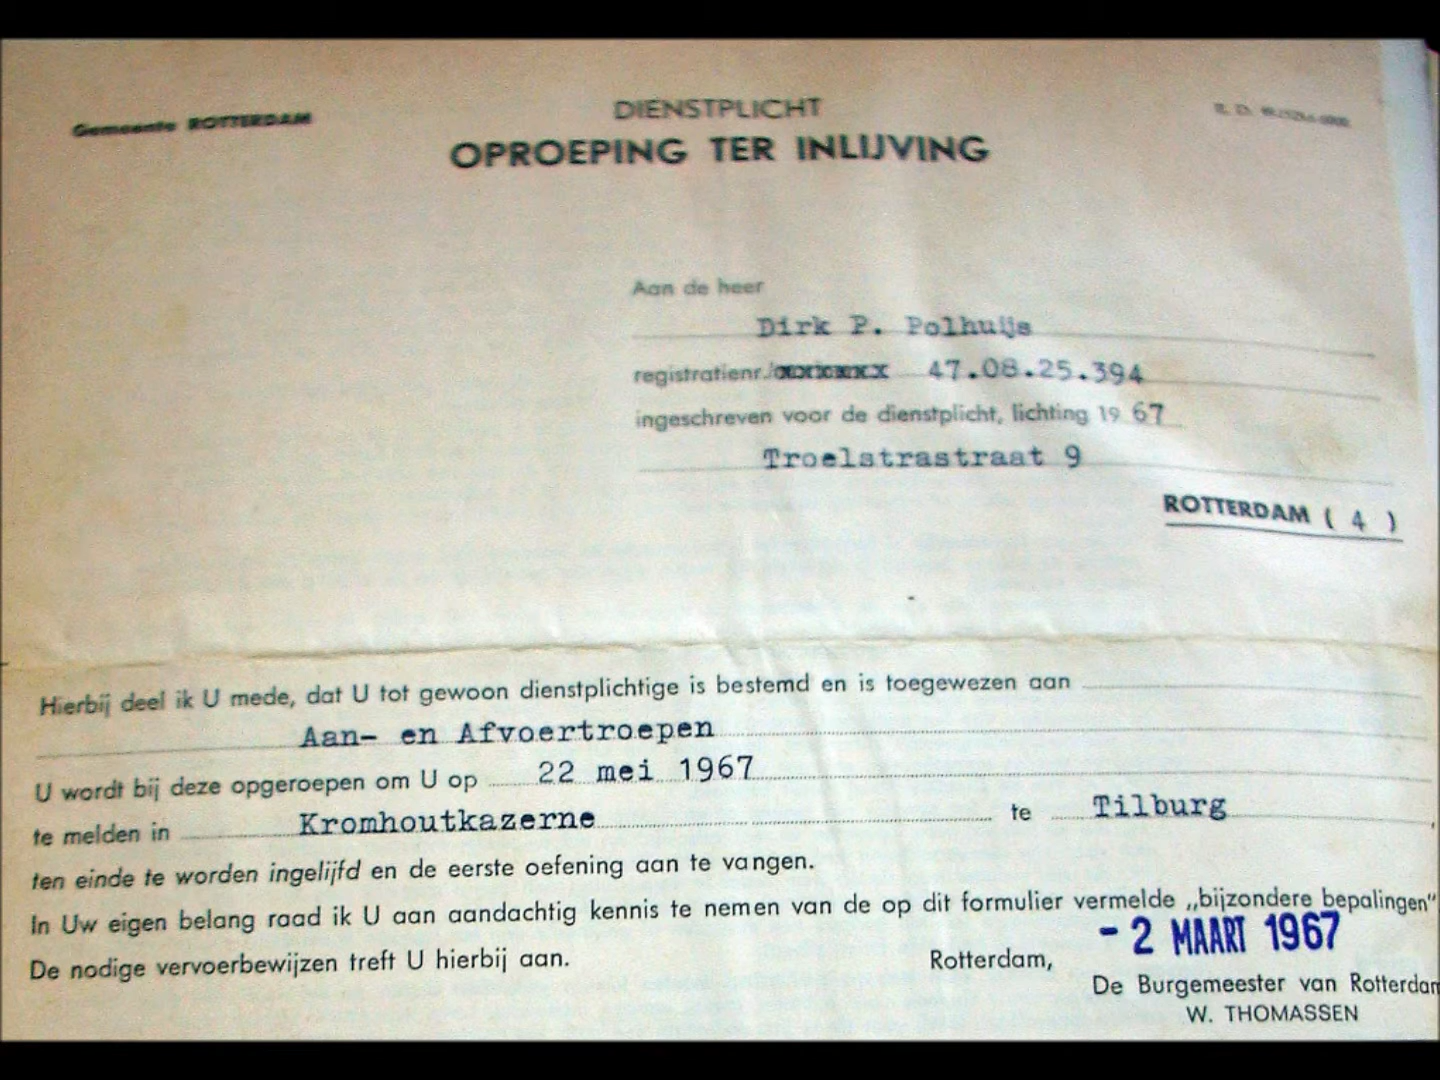 Gemeente ROTTERDAM
DIENSTPLICHT
OPROEPING TER INLIJVING
Aan de heer
Dirk P. Polhuijs
registratienr./ 47.08.25.394
ingeschreven voor de dienstplicht, lichting 19 67
Troelstrastraat 9
ROTTERDAM ( 4 )
Hierbij deel ik U mede, dat U tot gewoon dienstplichtige is bestemd en is toegewezen aan
Aan- en Afvoertroepen
U wordt bij deze opgeroepen om U op 22 mei 1967
te melden in Kromhoutkazerne te Tilburg ,
ten einde te worden ingelijfd en de eerste oefening aan te vangen.
In Uw eigen belang raad ik U aan aandachtig kennis te nemen van de op dit formulier vermelde „bijzondere bepalingen"
De nodige vervoerbewijzen treft U hierbij aan.
Rotterdam, - 2 MAART 1967
De Burgemeester van Rotterdam
W. THOMASSEN